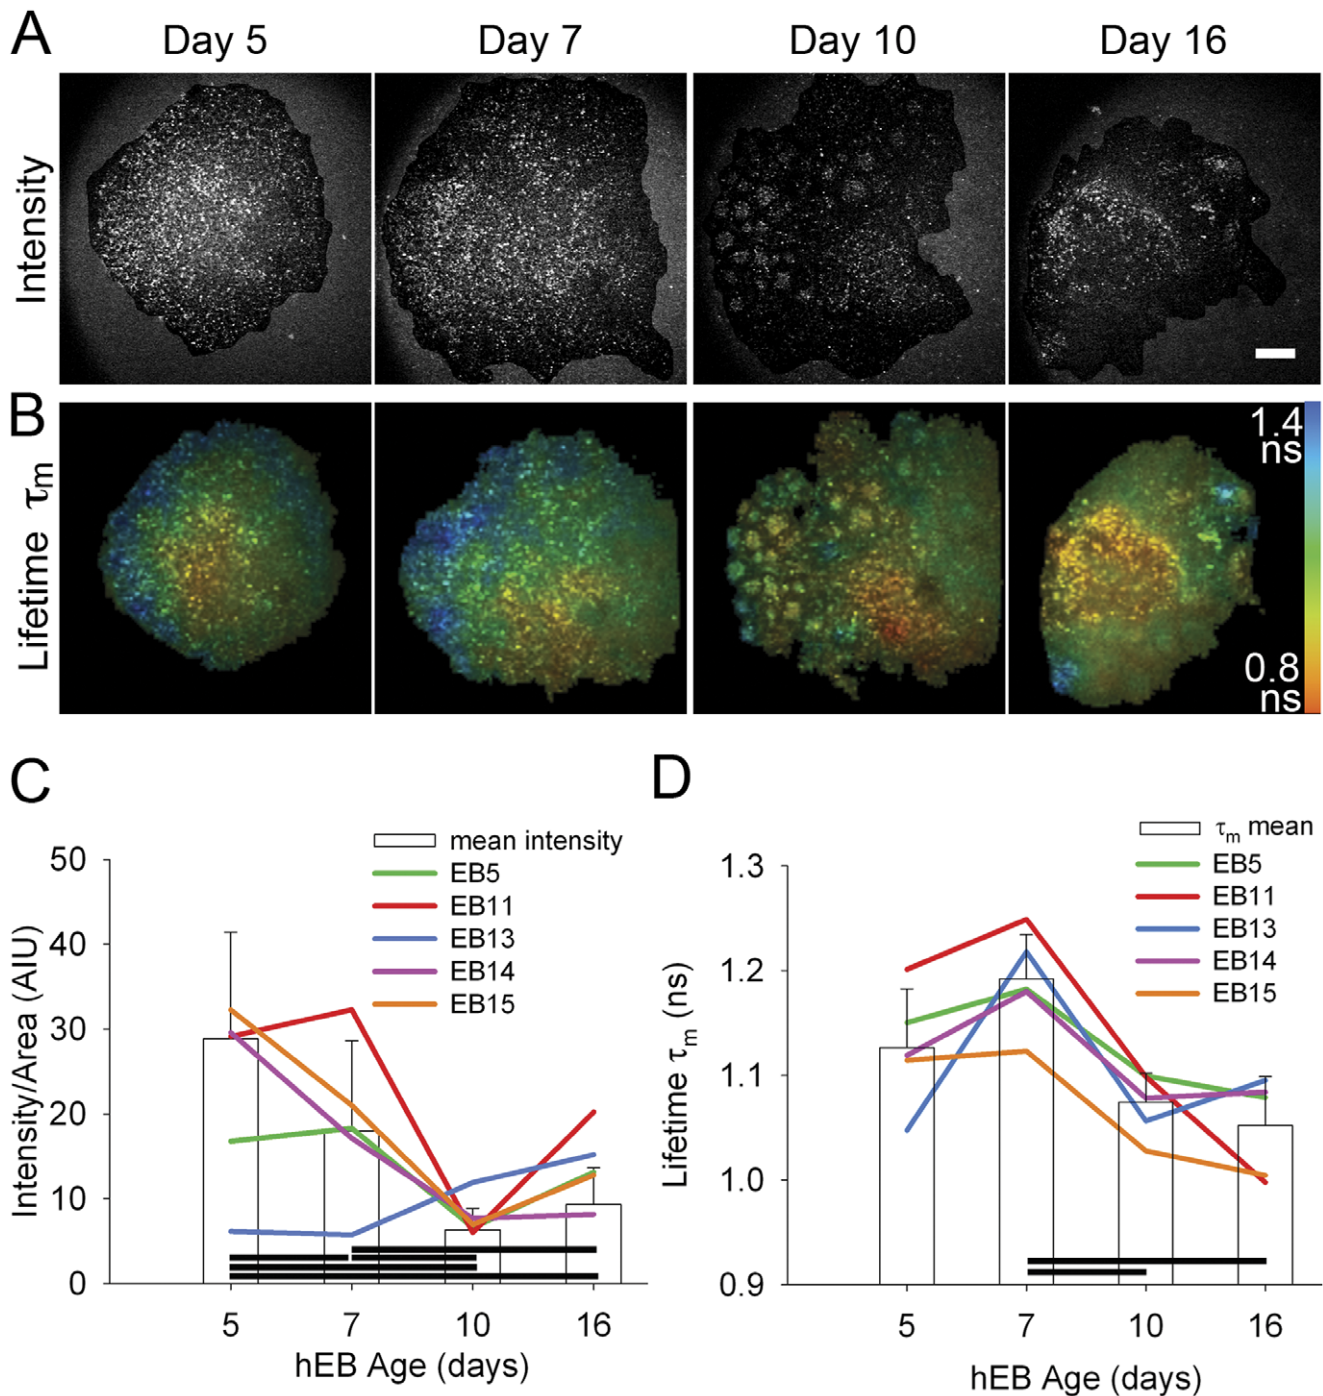 A
Day 5
Day 7
Day 10
Day 16
Intensity
B
Lifetime τm
1.4
ns
0.8
ns
C
mean intensity
EB5
EB11
EB13
EB14
EB15
50
40
30
20
10
0
Intensity/Area (AIU)
5
7
10
16
hEB Age (days)
D
τm mean
EB5
EB11
EB13
EB14
EB15
1.3
1.2
1.1
1.0
0.9
Lifetime τm (ns)
5
7
10
16
hEB Age (days)